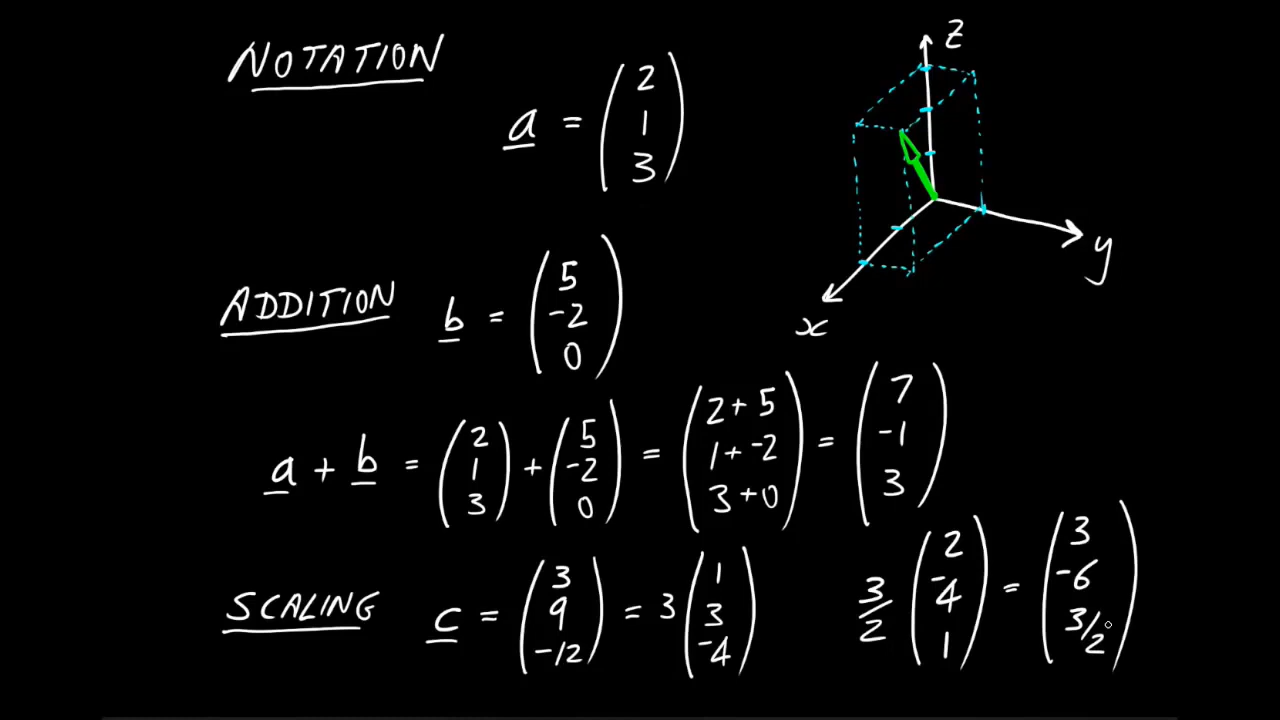 NOTATION
a = (2 1 3)
z
y
x
ADDITION b = (5 -2 0)
a + b = (2 1 3) + (5 -2 0) = (2 + 5 1 + -2 3 + 0) = (7 -1 3)
SCALING c = (3 9 -12) = 3 (1 3 -4)
3/2 (2 -4 1) = (3 -6 3/2)